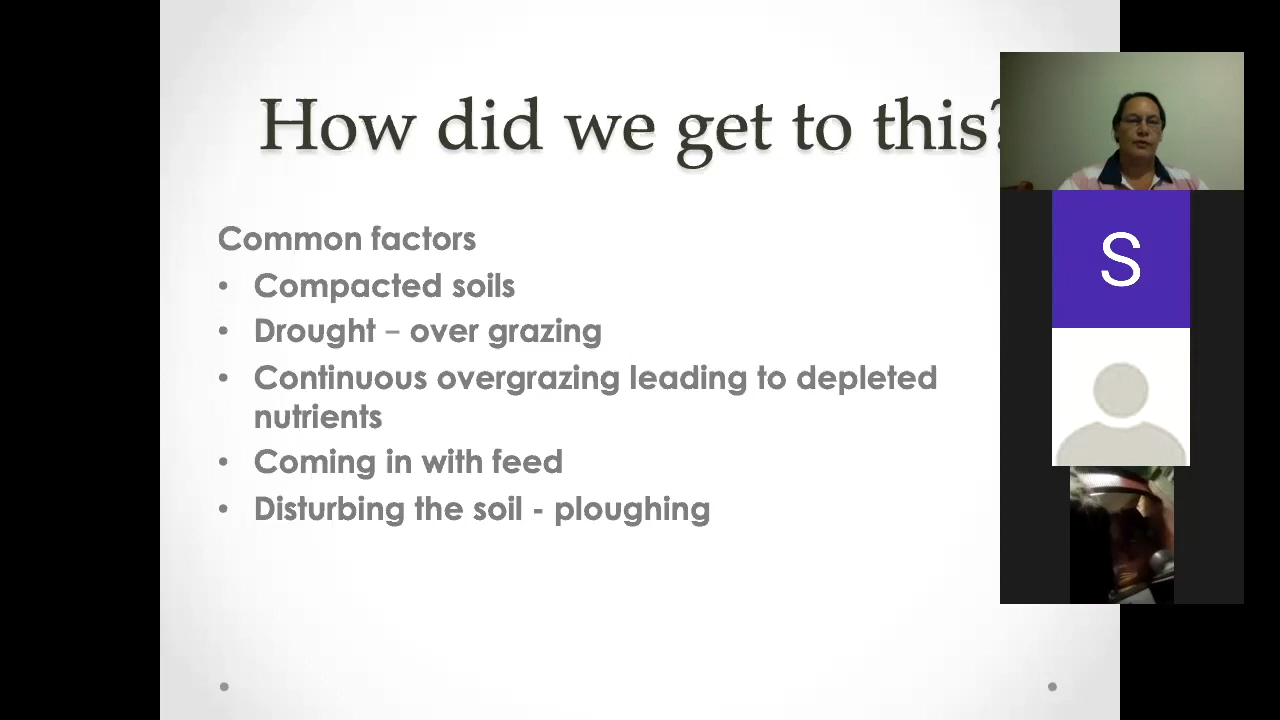 How did we get to this?
Common factors
• Compacted soils
• Drought – over grazing
• Continuous overgrazing leading to depleted
nutrients
• Coming in with feed
• Disturbing the soil - ploughing
S